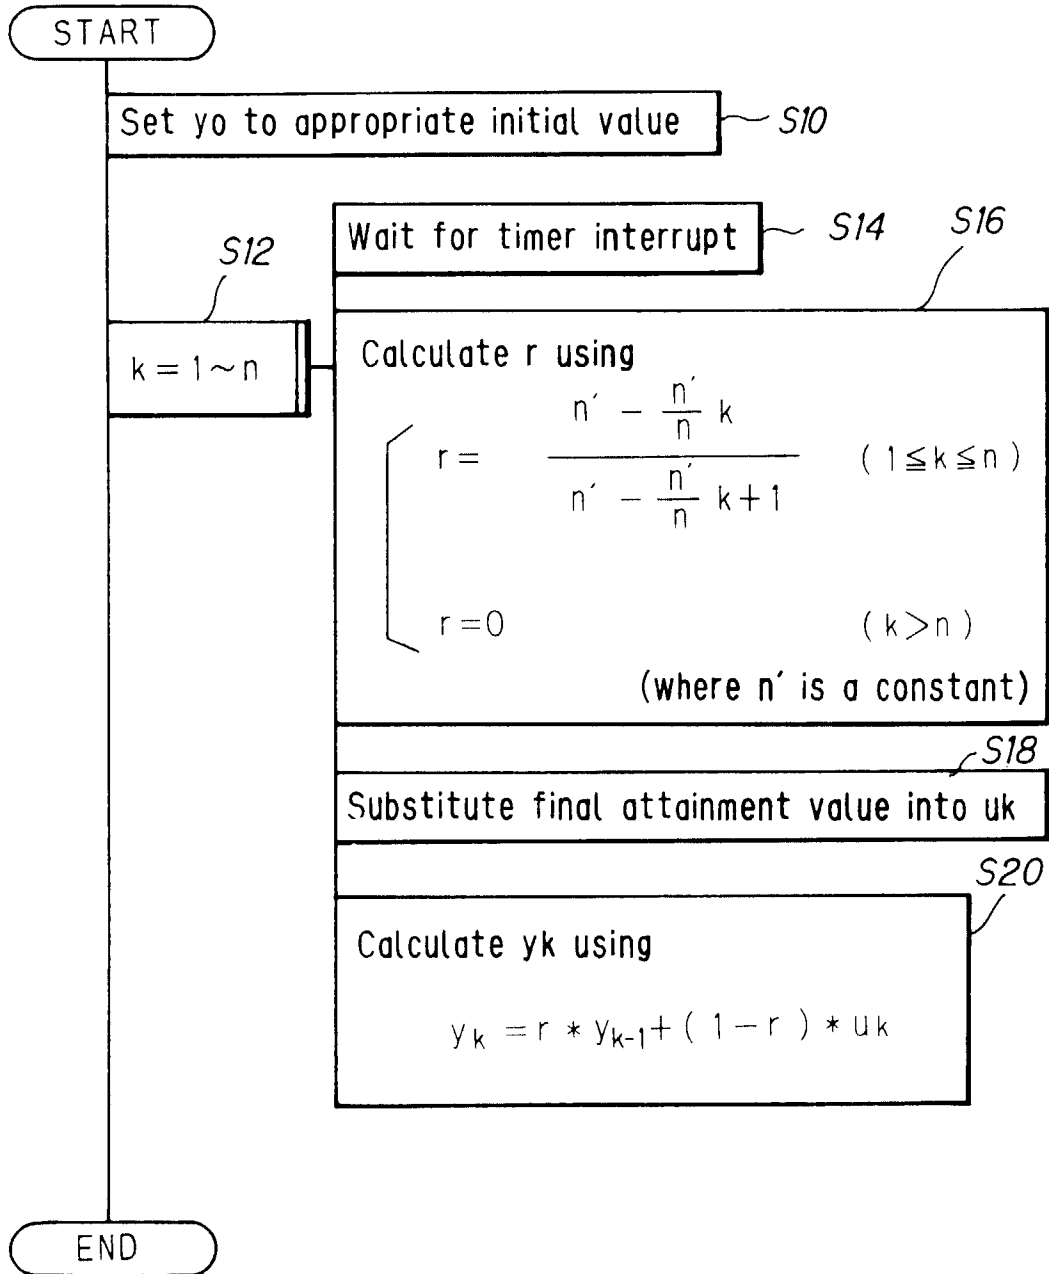 START
Set yo to appropriate initial value
S10
Wait for timer interrupt
S14
S16
S12
k = 1 ~ n
Calculate r using
r = (n′ − n′/n k) / (n′ − n′/n k + 1) ( 1 ≦ k ≦ n )
r = 0 ( k > n )
(where n′ is a constant)
S18
Substitute final attainment value into uk
S20
Calculate yk using
yk = r * yk-1 + ( 1 − r ) * uk
END